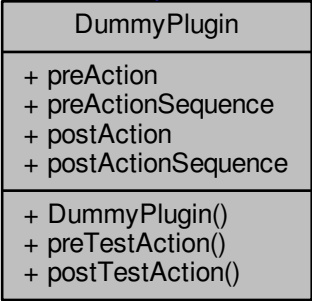 DummyPlugin
+ preAction
+ preActionSequence
+ postAction
+ postActionSequence
+ DummyPlugin()
+ preTestAction()
+ postTestAction()